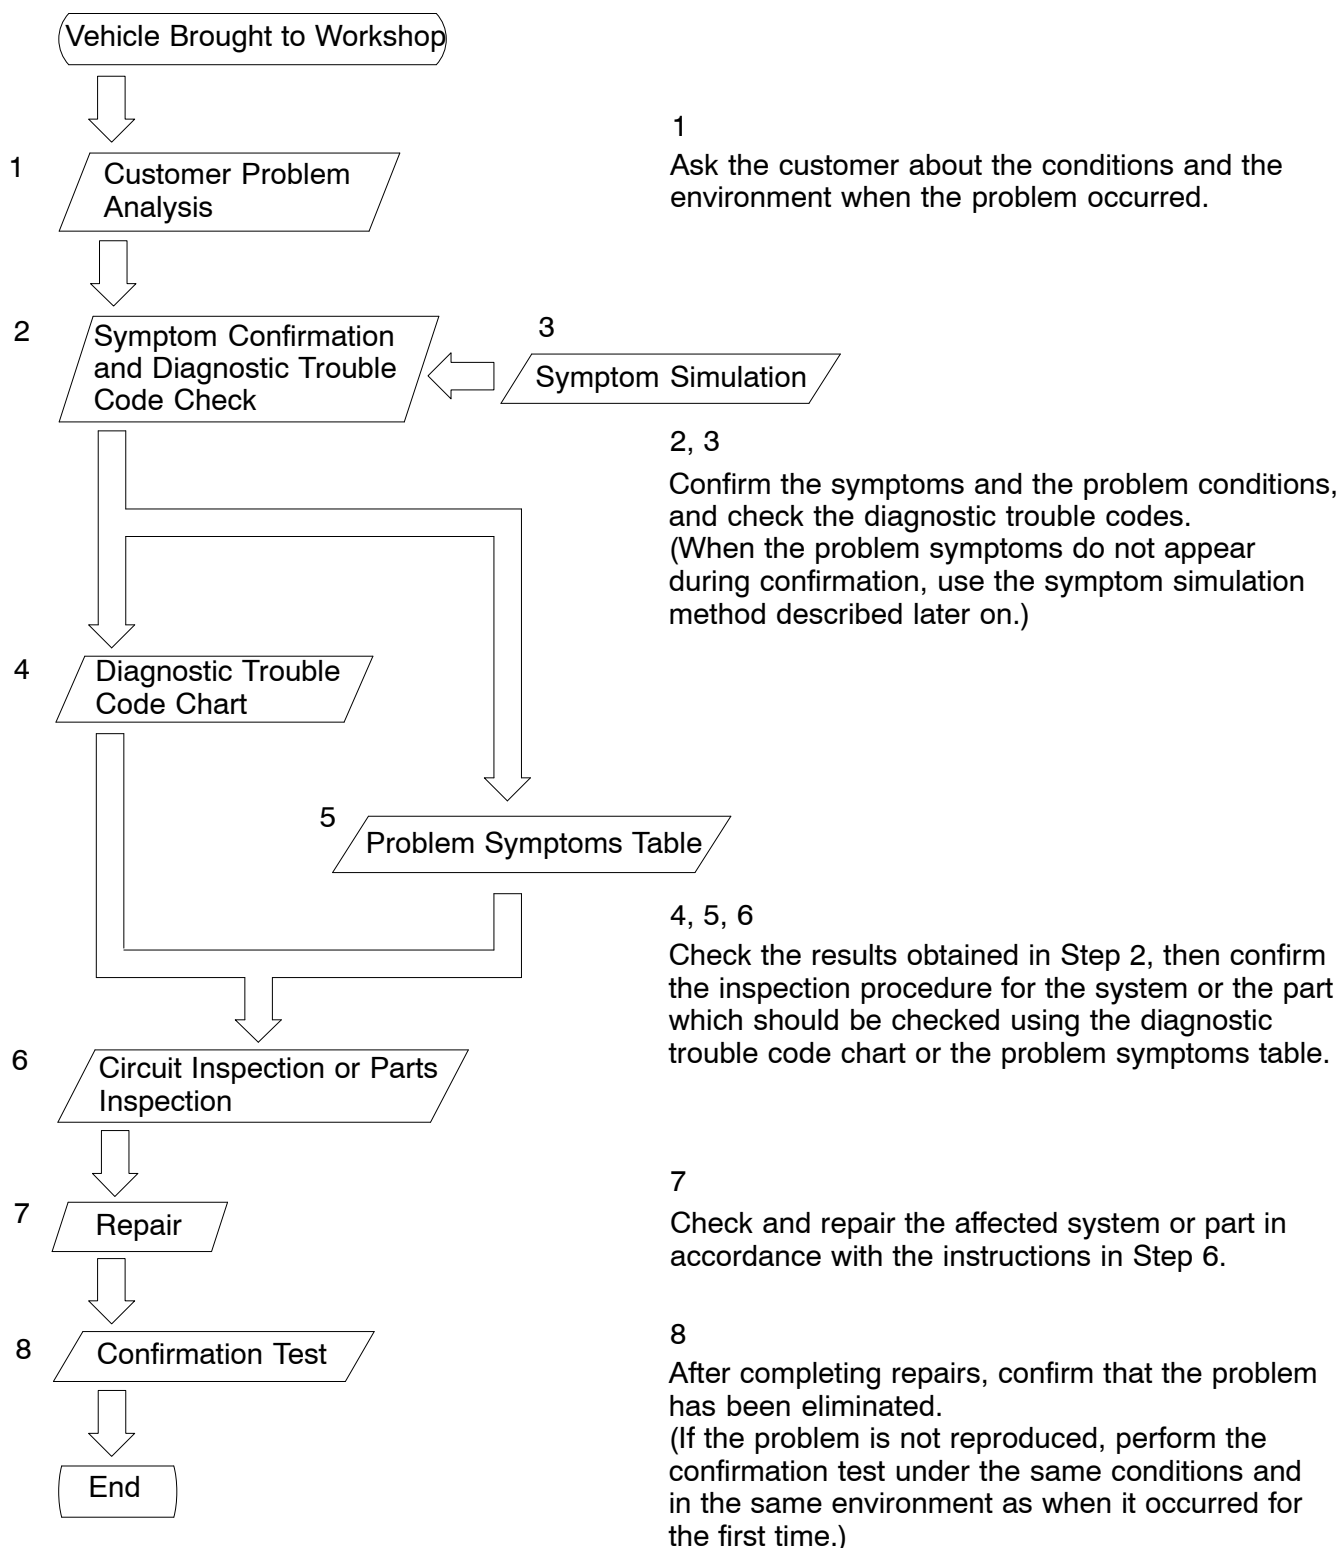 Vehicle Brought to Workshop
1
Customer Problem
Analysis
1
Ask the customer about the conditions and the
environment when the problem occurred.
2
Symptom Confirmation
and Diagnostic Trouble
Code Check
3
Symptom Simulation
2, 3
Confirm the symptoms and the problem conditions,
and check the diagnostic trouble codes.
(When the problem symptoms do not appear
during confirmation, use the symptom simulation
method described later on.)
4
Diagnostic Trouble
Code Chart
5
Problem Symptoms Table
4, 5, 6
Check the results obtained in Step 2, then confirm
the inspection procedure for the system or the part
which should be checked using the diagnostic
trouble code chart or the problem symptoms table.
6
Circuit Inspection or Parts
Inspection
7
Repair
7
Check and repair the affected system or part in
accordance with the instructions in Step 6.
8
Confirmation Test
8
After completing repairs, confirm that the problem
has been eliminated.
(If the problem is not reproduced, perform the
confirmation test under the same conditions and
in the same environment as when it occurred for
the first time.)
End